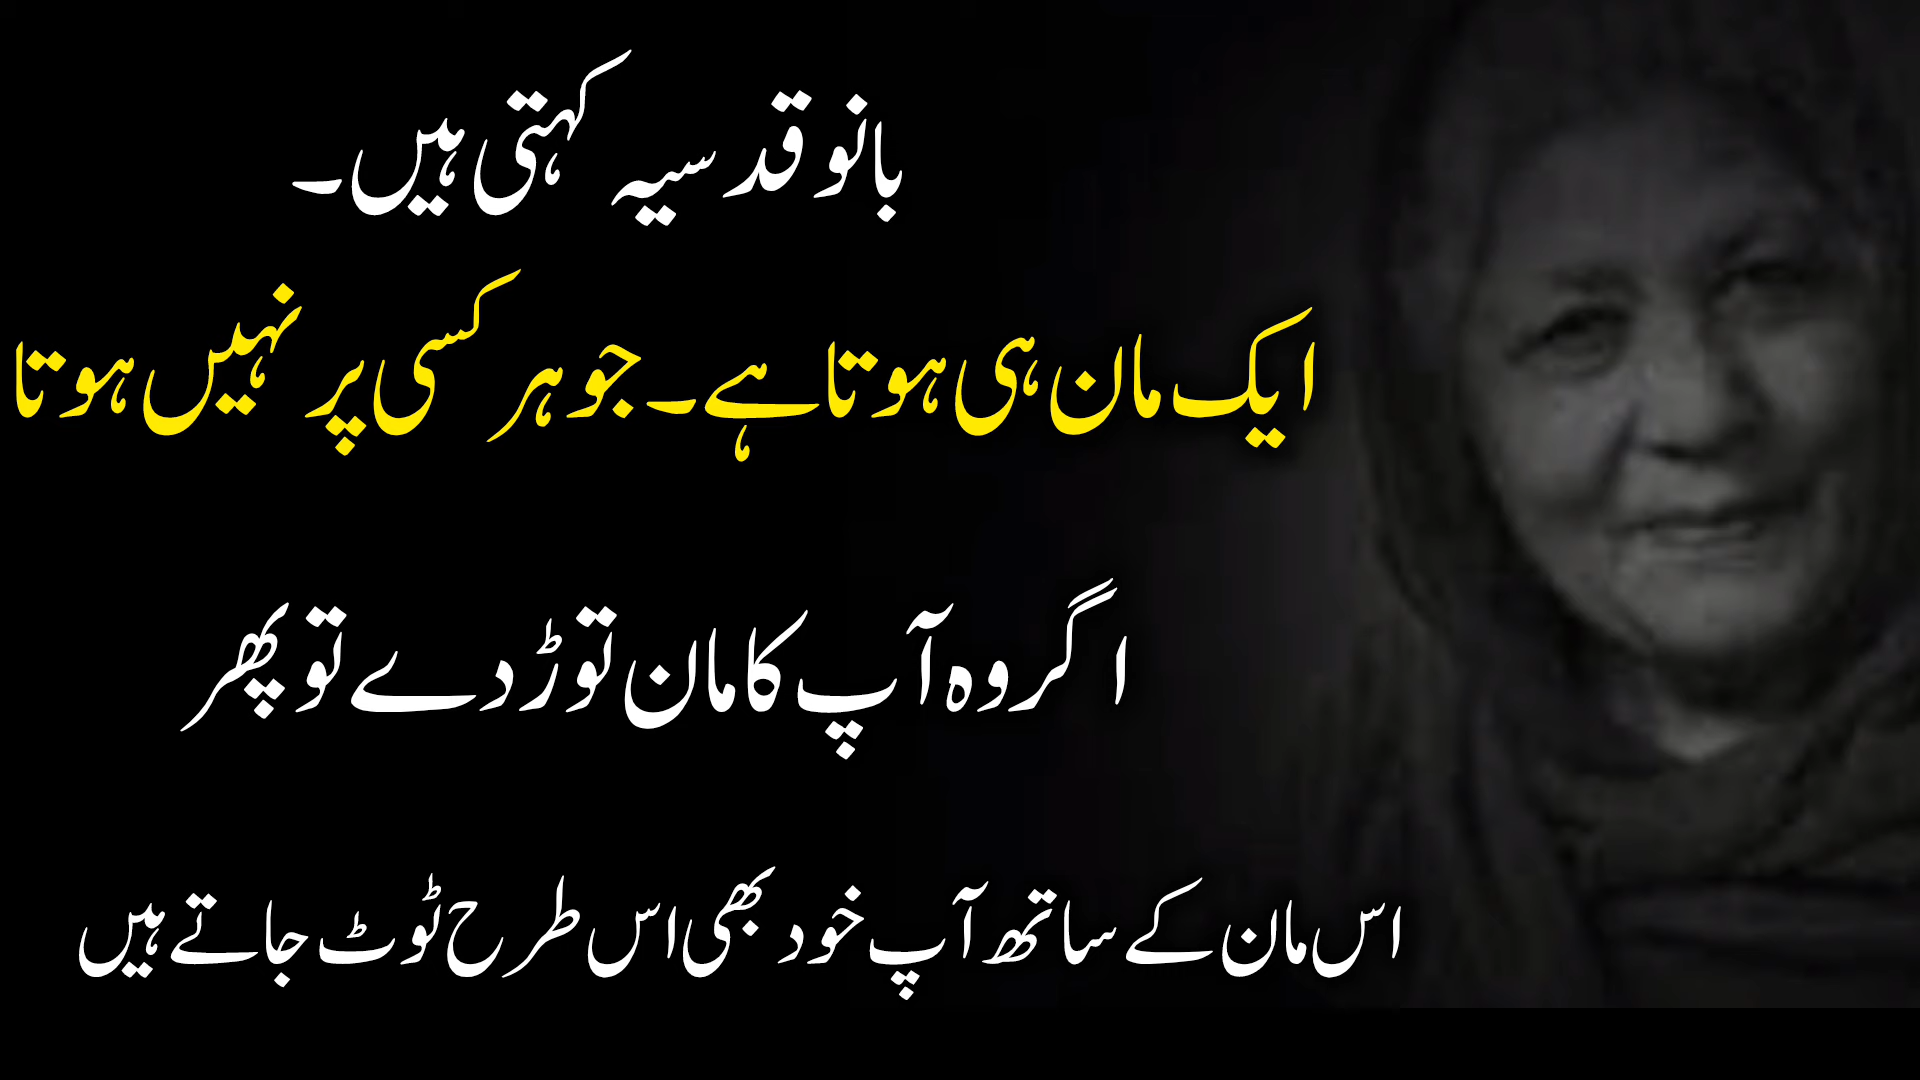 بانو قدسیہ کہتی ہیں۔
ایک مان ہی ہوتا ہے۔ جو ہر کسی پر نہیں ہوتا
اگر وہ آپ کا مان توڑ دے تو پھر
اس مان کے ساتھ آپ خود بھی اس طرح ٹوٹ جاتے ہیں